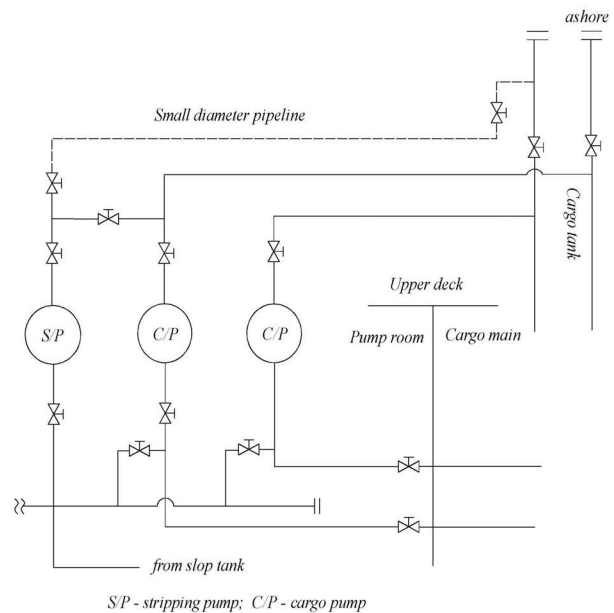 ashore
Small diameter pipeline
Cargo tank
Upper deck
S/P
C/P
C/P
Pump room
Cargo main
from slop tank
S/P - stripping pump; C/P - cargo pump